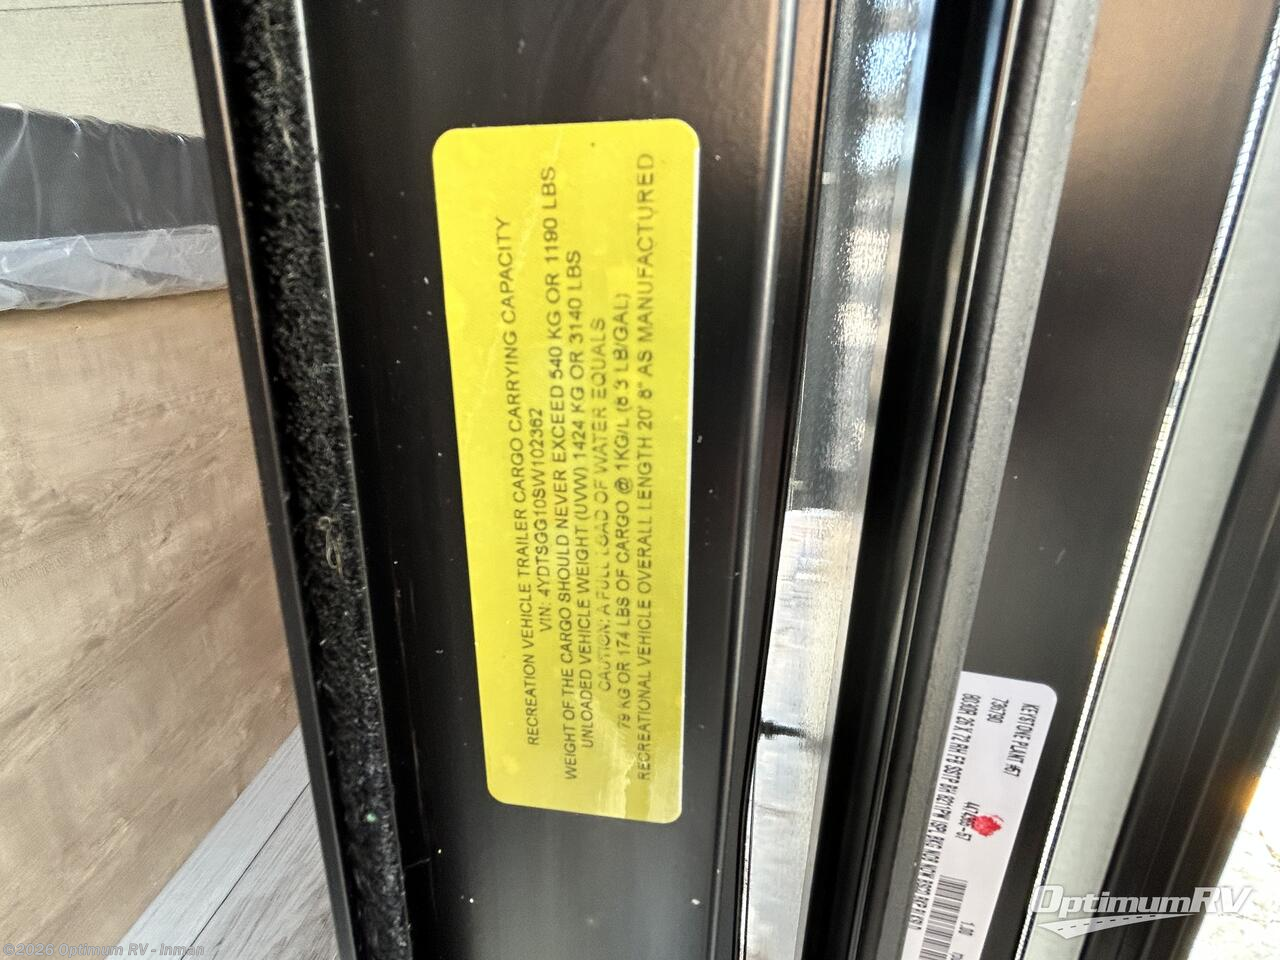 RECREATION VEHICLE TRAILER CARGO CARRYING CAPACITY
VIN: 4YDTSGG10SW102362
WEIGHT OF THE CARGO SHOULD NEVER EXCEED 540 KG OR 1190 LBS
UNLOADED VEHICLE WEIGHT (UVW) 1424 KG OR 3140 LBS
CAUTION: A FULL LOAD OF WATER EQUALS
79 KG OR 174 LBS OF CARGO @ 1KG/L (8 3 LB/GAL)
RECREATIONAL VEHICLE OVERALL LENGTH 20' 8" AS MANUFACTURED
KEYSTONE PLANT #57
736790
1.00
OptimumRV
©2026 Optimum RV - Inman